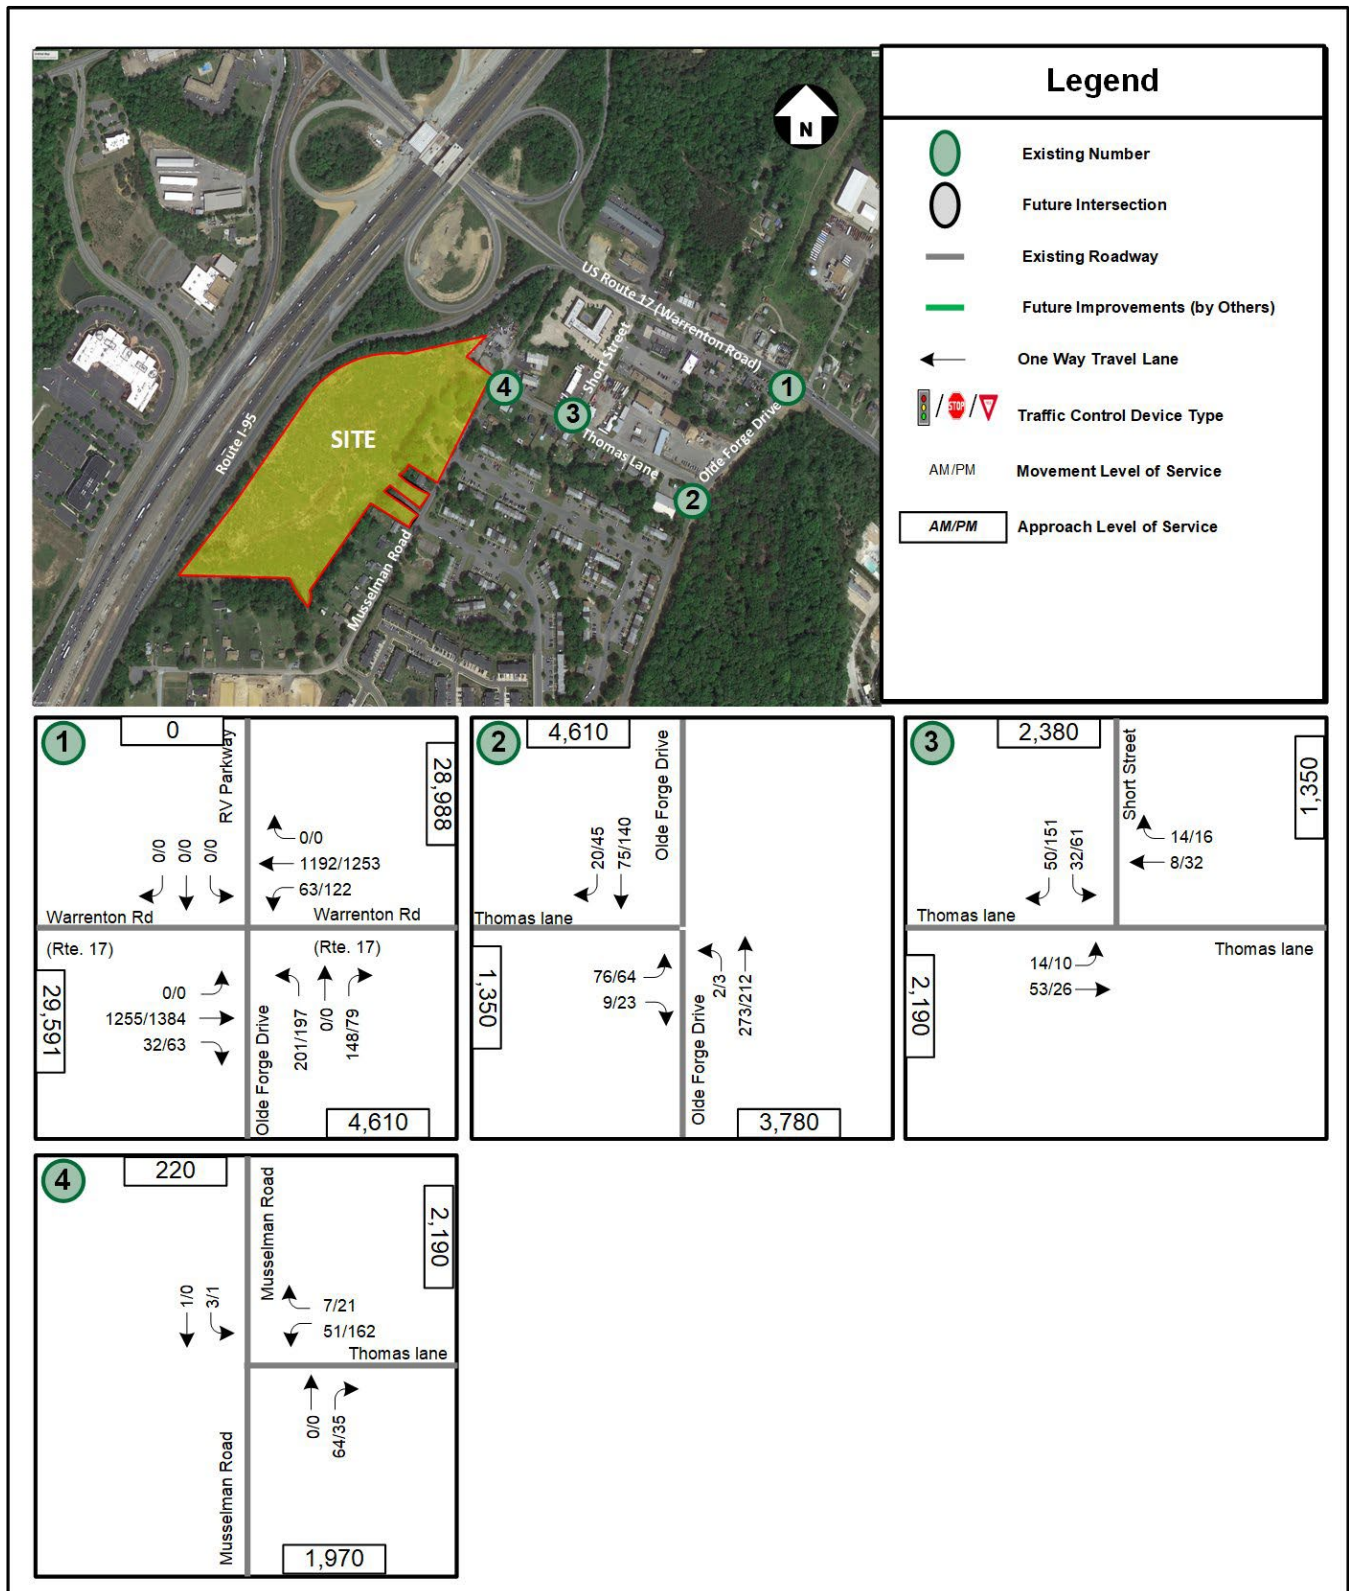 Legend
N
Existing Number
Future Intersection
Existing Roadway
Future Improvements (by Others)
One Way Travel Lane
/ STOP /
Traffic Control Device Type
AM/PM
Movement Level of Service
AM/PM
Approach Level of Service
US Route 17 (Warrenton Road)
Short Street
Route I-95
SITE
4
3
1
2
Thomas Lane
Olde Forge Drive
Musselman Road
1
0
RV Parkway
28,988
0/0
0/0
0/0
0/0
1192/1253
63/122
Warrenton Rd
Warrenton Rd
(Rte. 17)
(Rte. 17)
29,591
0/0
1255/1384
32/63
Olde Forge Drive
201/197
0/0
148/79
4,610
2
4,610
Olde Forge Drive
20/45
75/140
Thomas lane
1,350
76/64
9/23
Olde Forge Drive
2/3
273/212
3,780
3
2,380
Short Street
1,350
50/151
32/61
14/16
8/32
Thomas lane
Thomas lane
2,190
14/10
53/26
4
220
Musselman Road
2,190
1/0
3/1
7/21
51/162
Thomas lane
0/0
64/35
Musselman Road
1,970